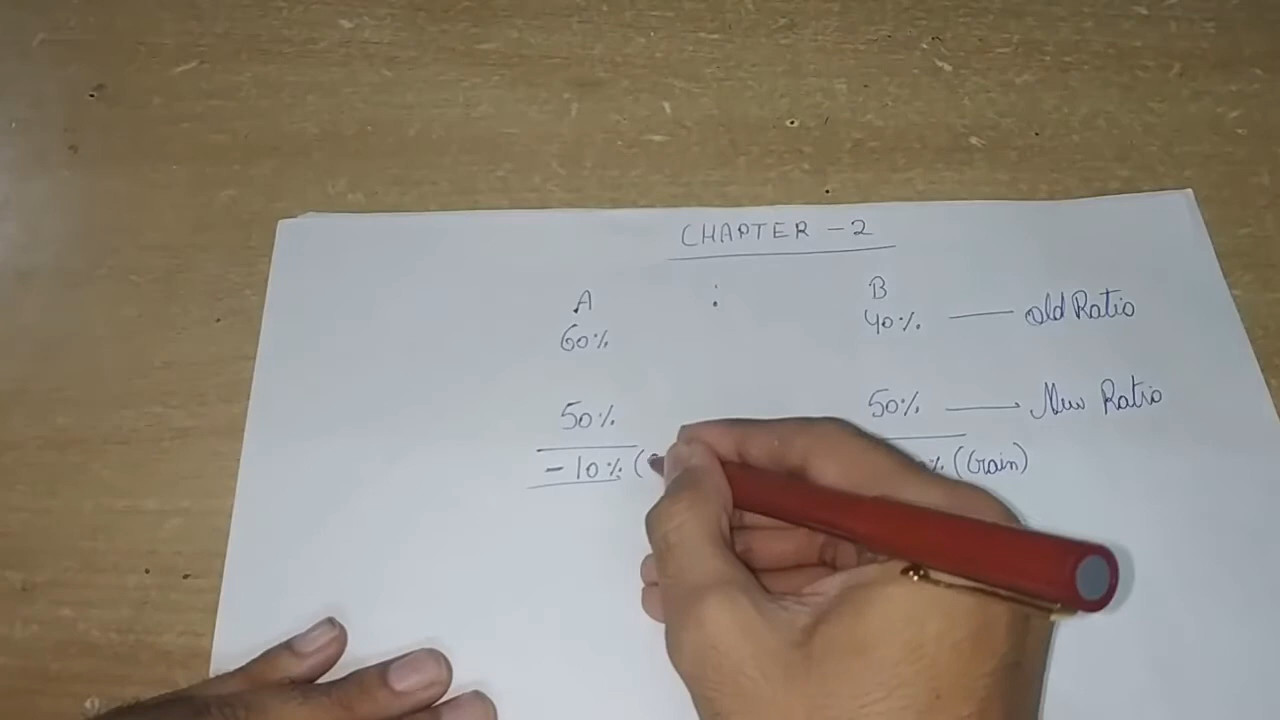 CHAPTER - 2
A : B
60% 40% — Old Ratio
50% 50% — New Ratio
- 10% ( % (Gain)